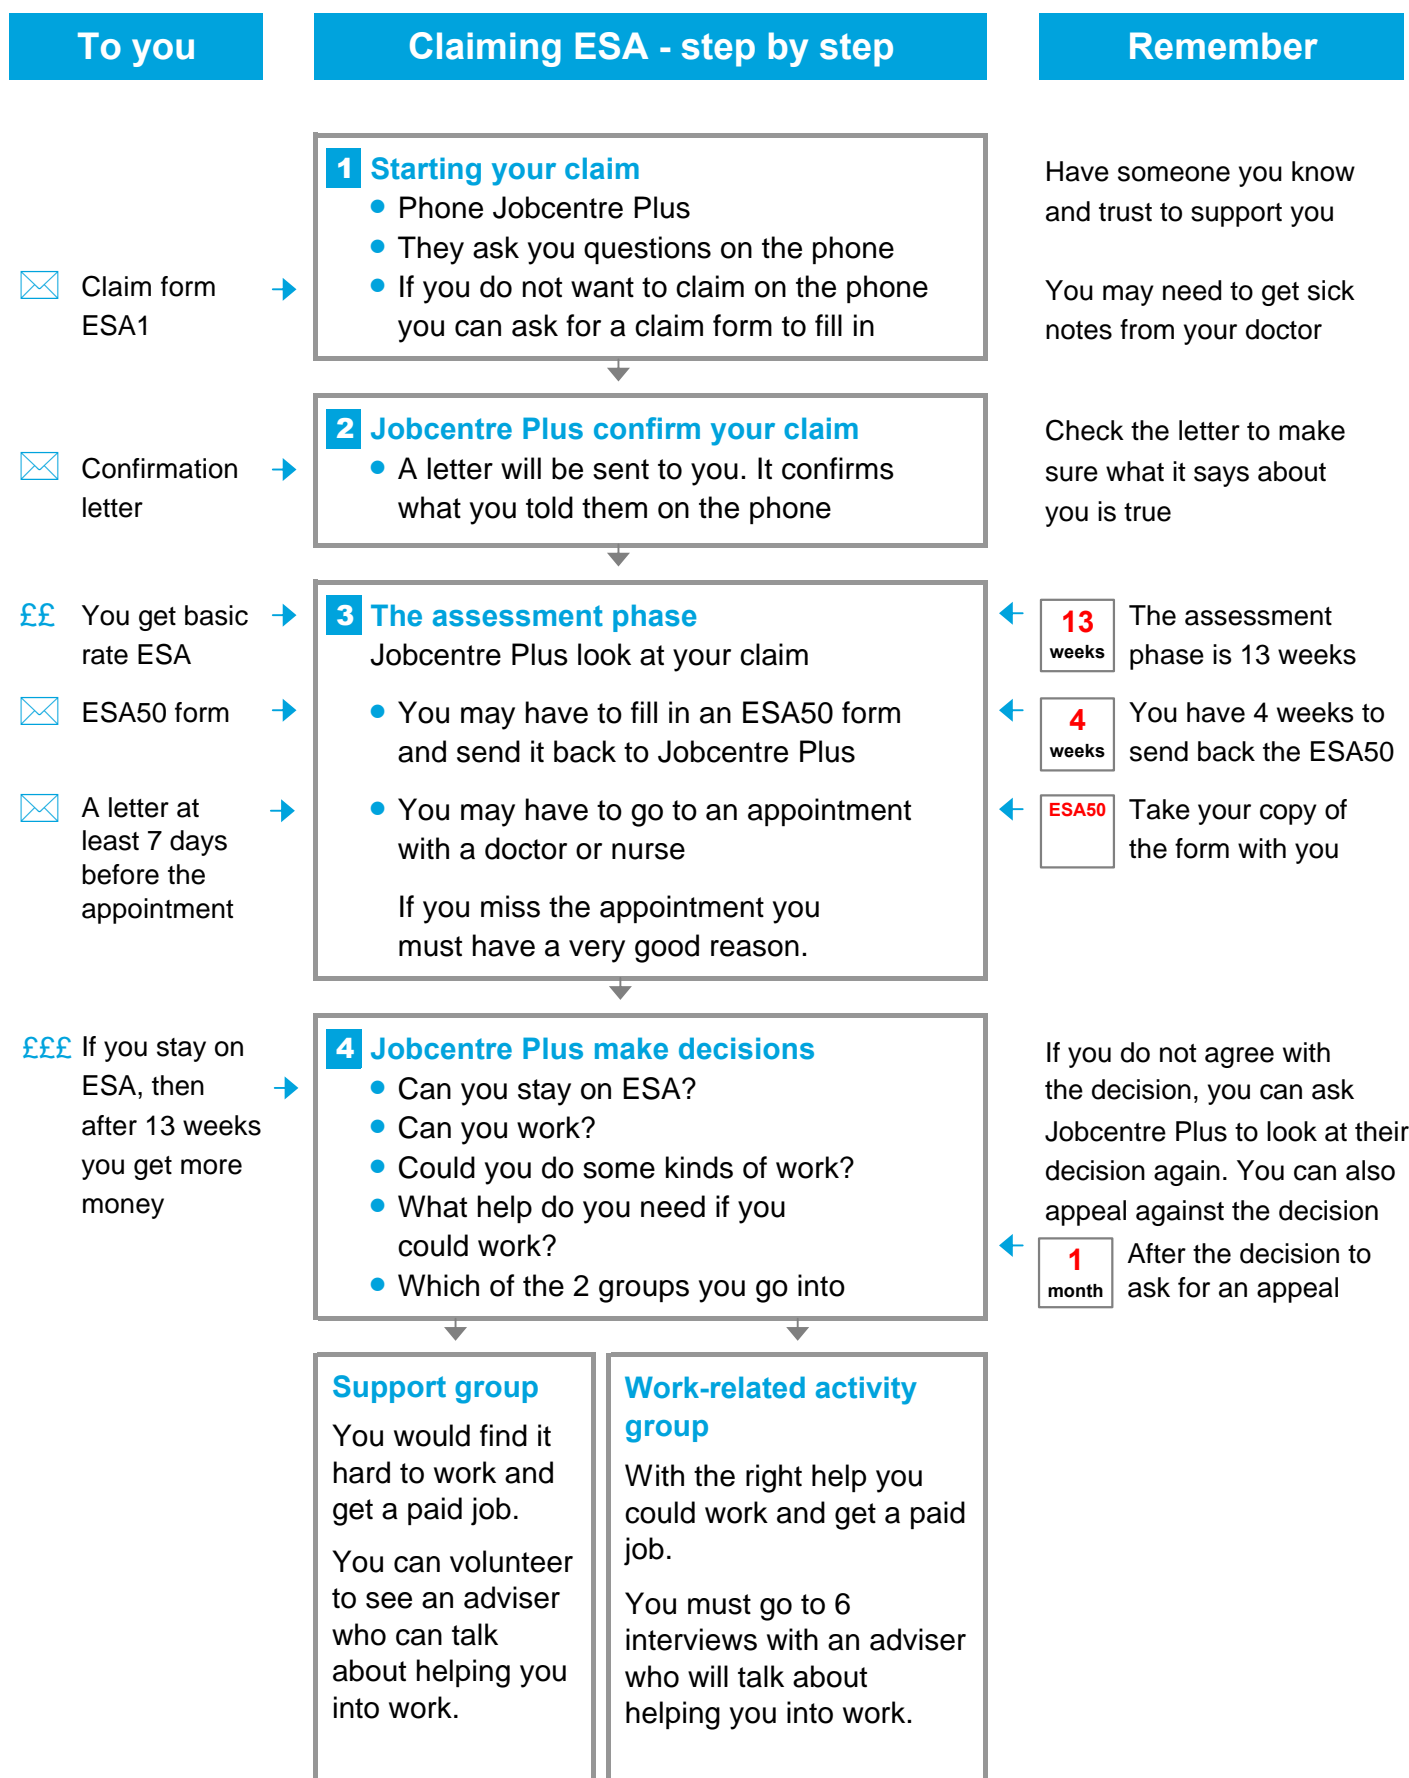 To you
Claiming ESA - step by step
Remember
1 Starting your claim
• Phone Jobcentre Plus
• They ask you questions on the phone
• If you do not want to claim on the phone
you can ask for a claim form to fill in
Claim form
ESA1
Have someone you know
and trust to support you
You may need to get sick
notes from your doctor
2 Jobcentre Plus confirm your claim
• A letter will be sent to you. It confirms
what you told them on the phone
Confirmation
letter
Check the letter to make
sure what it says about
you is true
££ You get basic
rate ESA
3 The assessment phase
Jobcentre Plus look at your claim
13
weeks
The assessment
phase is 13 weeks
ESA50 form
• You may have to fill in an ESA50 form
and send it back to Jobcentre Plus
4
weeks
You have 4 weeks to
send back the ESA50
A letter at
least 7 days
before the
appointment
• You may have to go to an appointment
with a doctor or nurse
If you miss the appointment you
must have a very good reason.
ESA50
Take your copy of
the form with you
£££ If you stay on
ESA, then
after 13 weeks
you get more
money
4 Jobcentre Plus make decisions
• Can you stay on ESA?
• Can you work?
• Could you do some kinds of work?
• What help do you need if you
could work?
• Which of the 2 groups you go into
If you do not agree with
the decision, you can ask
Jobcentre Plus to look at their
decision again. You can also
appeal against the decision
1
month
After the decision to
ask for an appeal
Support group
You would find it
hard to work and
get a paid job.
You can volunteer
to see an adviser
who can talk
about helping you
into work.
Work-related activity
group
With the right help you
could work and get a paid
job.
You must go to 6
interviews with an adviser
who will talk about
helping you into work.